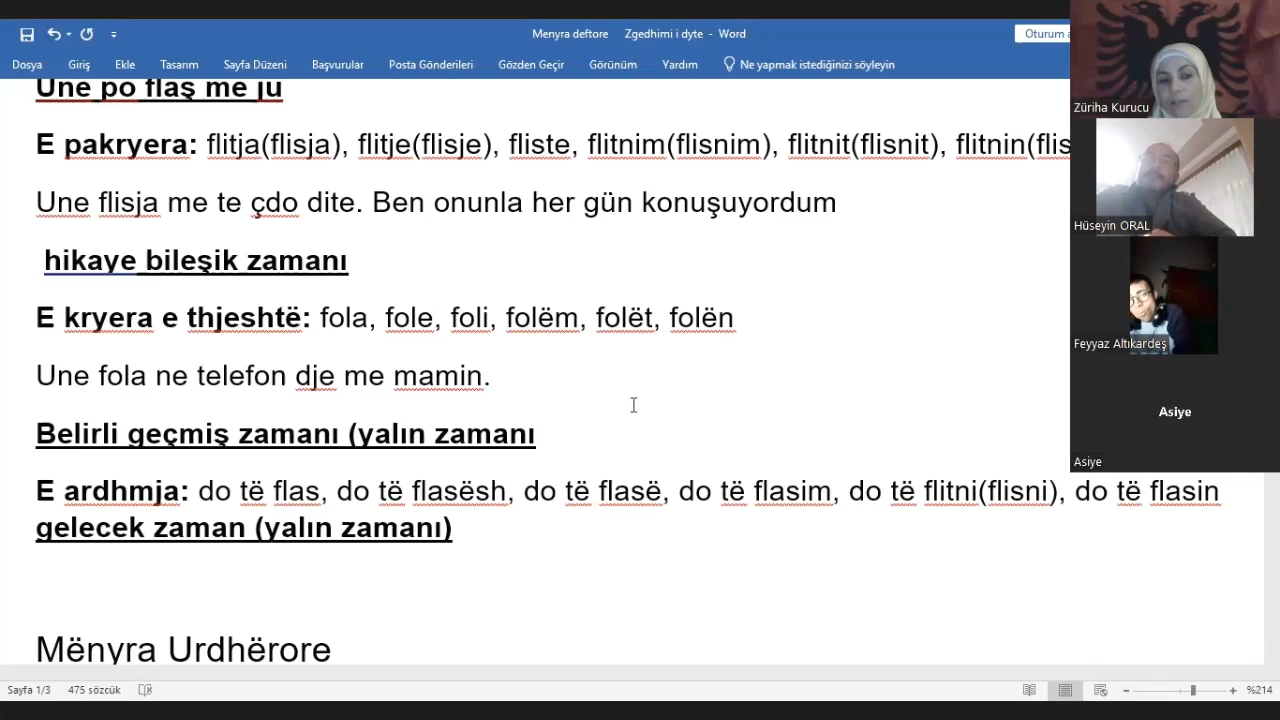 Menyra deftore Zgedhimi i dyte - Word
Oturum a
Dosya Giriş Ekle Tasarım Sayfa Düzeni Başvurular Posta Gönderileri Gözden Geçir Görünüm Yardım Ne yapmak istediğinizi söyleyin
Züriha Kurucu
Une po flas me ju
E pakryera: flitja(flisja), flitje(flisje), fliste, flitnim(flisnim), flitnit(flisnit), flitnin(flis
Une flisja me te çdo dite. Ben onunla her gün konuşuyordum
Hüseyin ORAL
hikaye bileşik zamanı
E kryera e thjeshtë: fola, fole, foli, folëm, folët, folën
Feyyaz Altıkardeş
Une fola ne telefon dje me mamin.
Asiye
Belirli geçmiş zamanı (yalın zamanı
Asiye
E ardhmja: do të flas, do të flasësh, do të flasë, do të flasim, do të flitni(flisni), do të flasin
gelecek zaman (yalın zamanı)
Mënyra Urdhërore
Sayfa 1/3 475 sözcük
%214